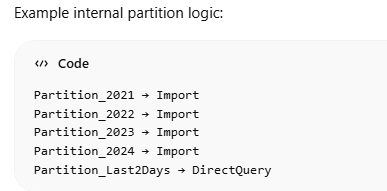 Example internal partition logic:
</> Code
Partition_2021 → Import
Partition_2022 → Import
Partition_2023 → Import
Partition_2024 → Import
Partition_Last2Days → DirectQuery